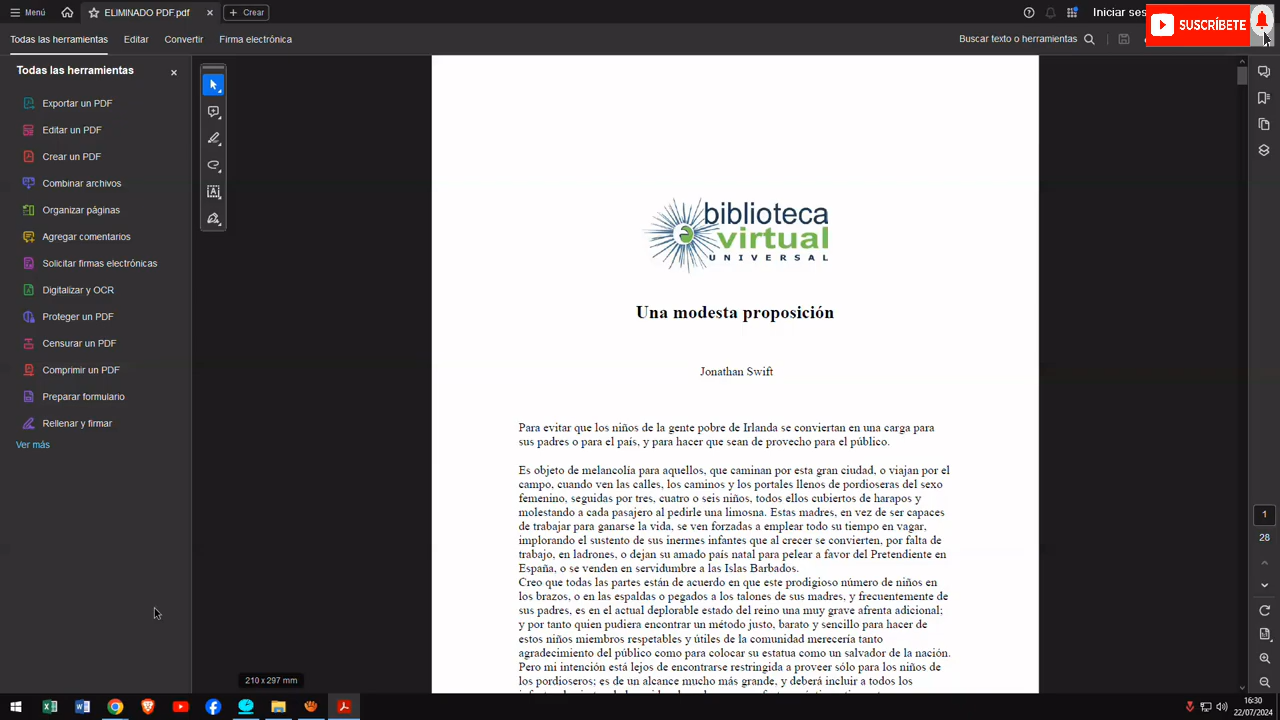 Menú
ELIMINADO PDF.pdf
Crear
Iniciar ses
SUSCRÍBETE
Todas las herramientas
Editar
Convertir
Firma electrónica
Buscar texto o herramientas
Todas las herramientas
Exportar un PDF
Editar un PDF
Crear un PDF
Combinar archivos
Organizar páginas
Agregar comentarios
Solicitar firmas electrónicas
Digitalizar y OCR
Proteger un PDF
Censurar un PDF
Comprimir un PDF
Preparar formulario
Rellenar y firmar
Ver más
biblioteca
virtual
UNIVERSAL
Una modesta proposición
Jonathan Swift
Para evitar que los niños de la gente pobre de Irlanda se conviertan en una carga para
sus padres o para el país, y para hacer que sean de provecho para el público.
Es objeto de melancolía para aquellos, que caminan por esta gran ciudad, o viajan por el
campo, cuando ven las calles, los caminos y los portales llenos de pordioseras del sexo
femenino, seguidas por tres, cuatro o seis niños, todos ellos cubiertos de harapos y
molestando a cada pasajero al pedirle una limosna. Estas madres, en vez de ser capaces
de trabajar para ganarse la vida, se ven forzadas a emplear todo su tiempo en vagar,
implorando el sustento de sus inermes infantes que al crecer se convierten, por falta de
trabajo, en ladrones, o dejan su amado país natal para pelear a favor del Pretendiente en
España, o se venden en servidumbre a las Islas Barbados.
Creo que todas las partes están de acuerdo en que este prodigioso número de niños en
los brazos, o en las espaldas o pegados a los talones de sus madres, y frecuentemente de
sus padres, es en el actual deplorable estado del reino una muy grave afrenta adicional;
y por tanto quien pudiera encontrar un método justo, barato y sencillo para hacer de
estos niños miembros respetables y útiles de la comunidad merecería tanto
agradecimiento del público como para colocar su estatua como un salvador de la nación.
Pero mi intención está lejos de encontrarse restringida a proveer sólo para los niños de
los pordioseros; es de un alcance mucho más grande, y deberá incluir a todos los
1
28
210 x 297 mm
16:30
22/07/2024